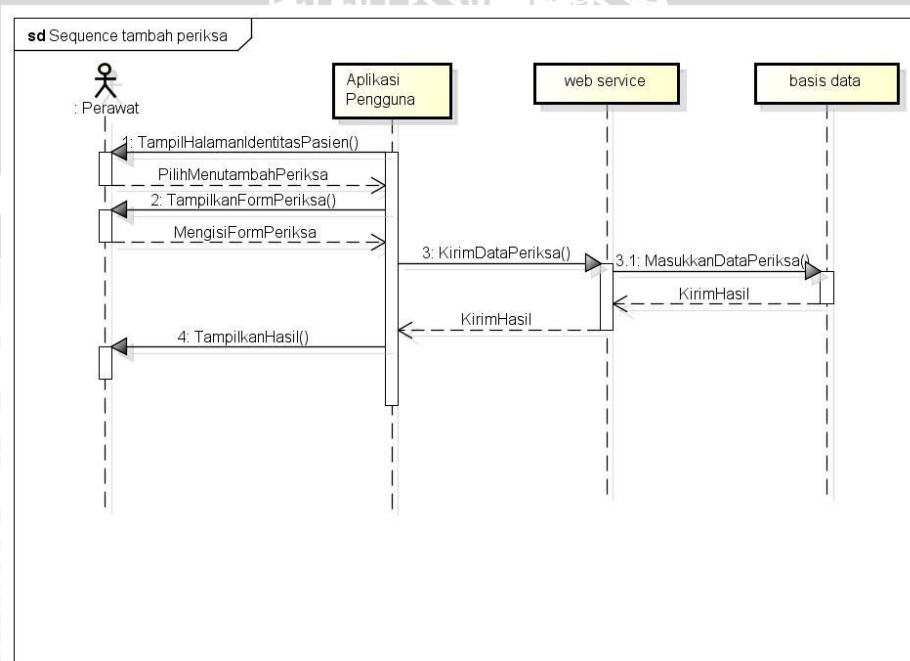 sd Sequence tambah periksa
: Perawat
Aplikasi
Pengguna
web service
basis data
1: TampilHalamanIdentitasPasien()
PilihMenutambahPeriksa
2: TampilkanFormPeriksa()
MengisiFormPeriksa
3: KirimDataPeriksa()
3.1: MasukkanDataPeriksa()
KirimHasil
KirimHasil
4: TampilkanHasil()